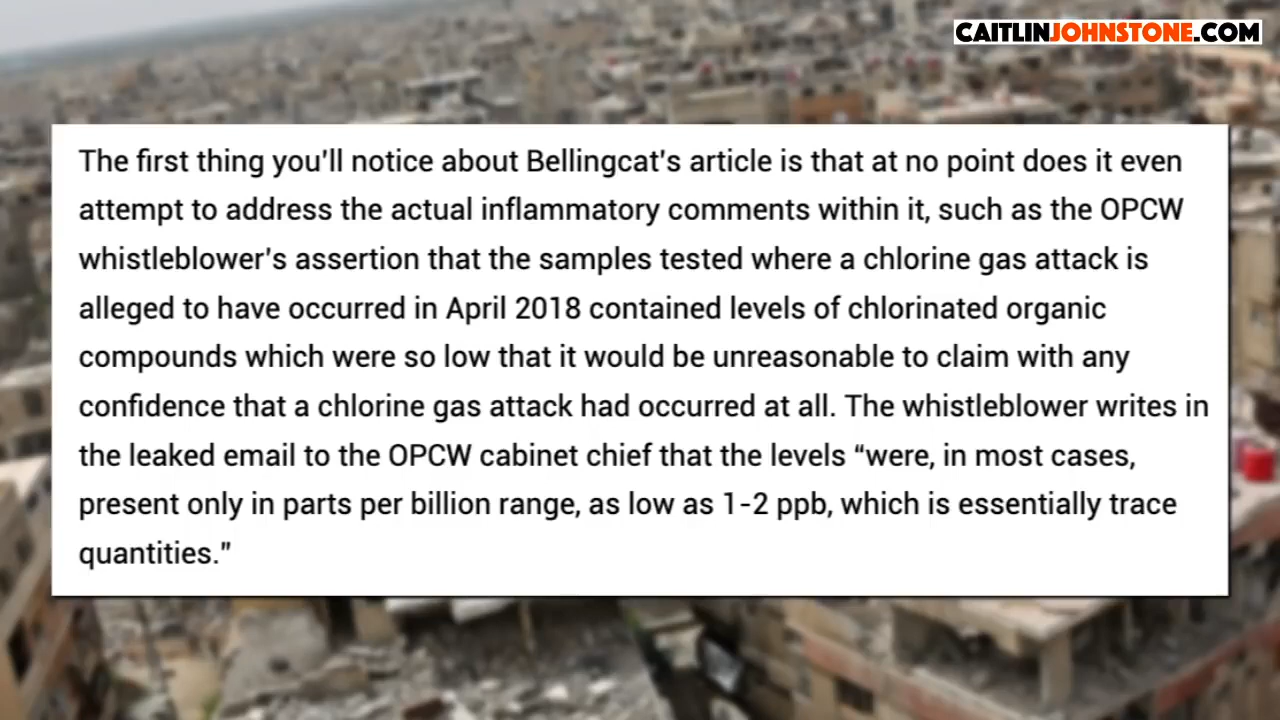 CAITLINJOHNSTONE.COM
The first thing you'll notice about Bellingcat's article is that at no point does it even
attempt to address the actual inflammatory comments within it, such as the OPCW
whistleblower's assertion that the samples tested where a chlorine gas attack is
alleged to have occurred in April 2018 contained levels of chlorinated organic
compounds which were so low that it would be unreasonable to claim with any
confidence that a chlorine gas attack had occurred at all. The whistleblower writes in
the leaked email to the OPCW cabinet chief that the levels “were, in most cases,
present only in parts per billion range, as low as 1-2 ppb, which is essentially trace
quantities.”